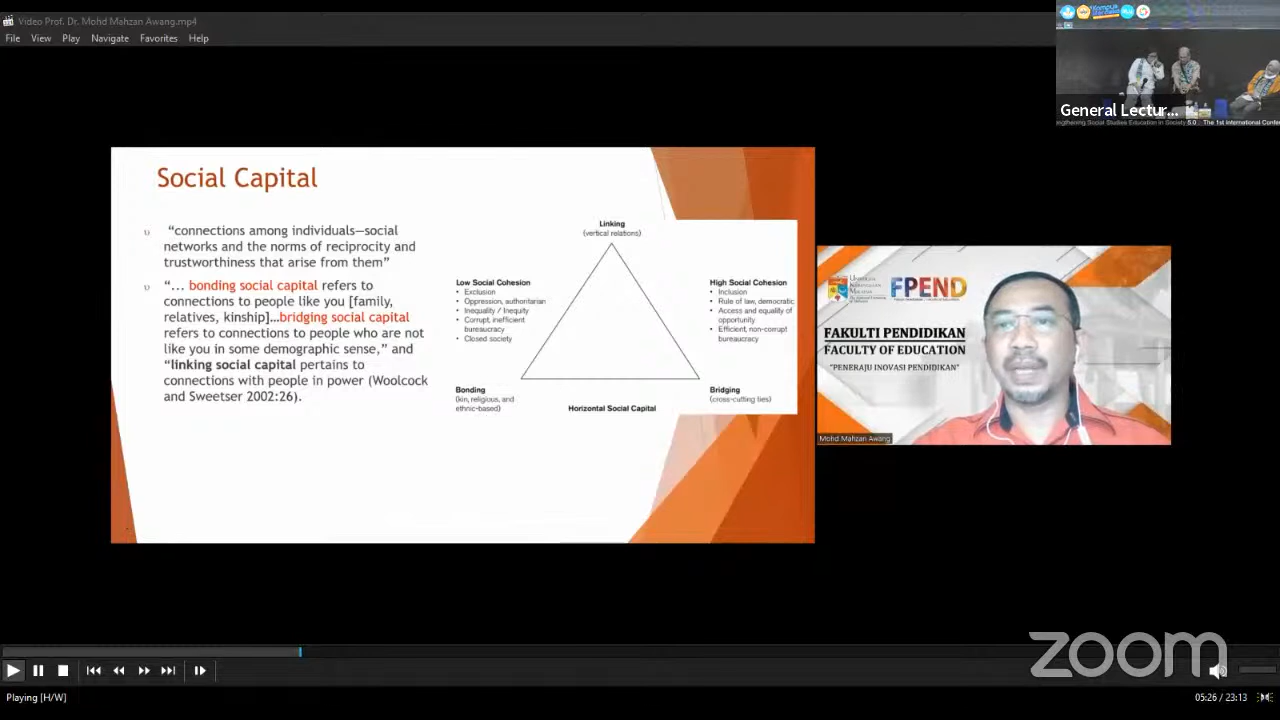 Video Prof. Dr. Mohd Mahzan Awang.mp4
File View Play Navigate Favorites Help
General Lectur...
Social Capital
“connections among individuals—social
networks and the norms of reciprocity and
trustworthiness that arise from them”
“... bonding social capital refers to
connections to people like you [family,
relatives, kinship]...bridging social capital
refers to connections to people who are not
like you in some demographic sense,” and
“linking social capital pertains to
connections with people in power (Woolcock
and Sweetser 2002:26).
Linking
(vertical relations)
Low Social Cohesion
• Exclusion
• Oppression, authoritarian
• Inequality / Inequity
• Corrupt, inefficient
bureaucracy
• Closed society
High Social Cohesion
• Inclusion
• Rule of law, democratic
• Access and equality of
opportunity
• Efficient, non-corrupt
bureaucracy
Bonding
(kin, religious, and
ethnic-based)
Horizontal Social Capital
Bridging
(cross-cutting ties)
FPEND
FAKULTI PENDIDIKAN
FACULTY OF EDUCATION
"PENERAJU INOVASI PENDIDIKAN"
Mohd Mahzan Awang
zoom
Playing [H/W]
05:26 / 23:13